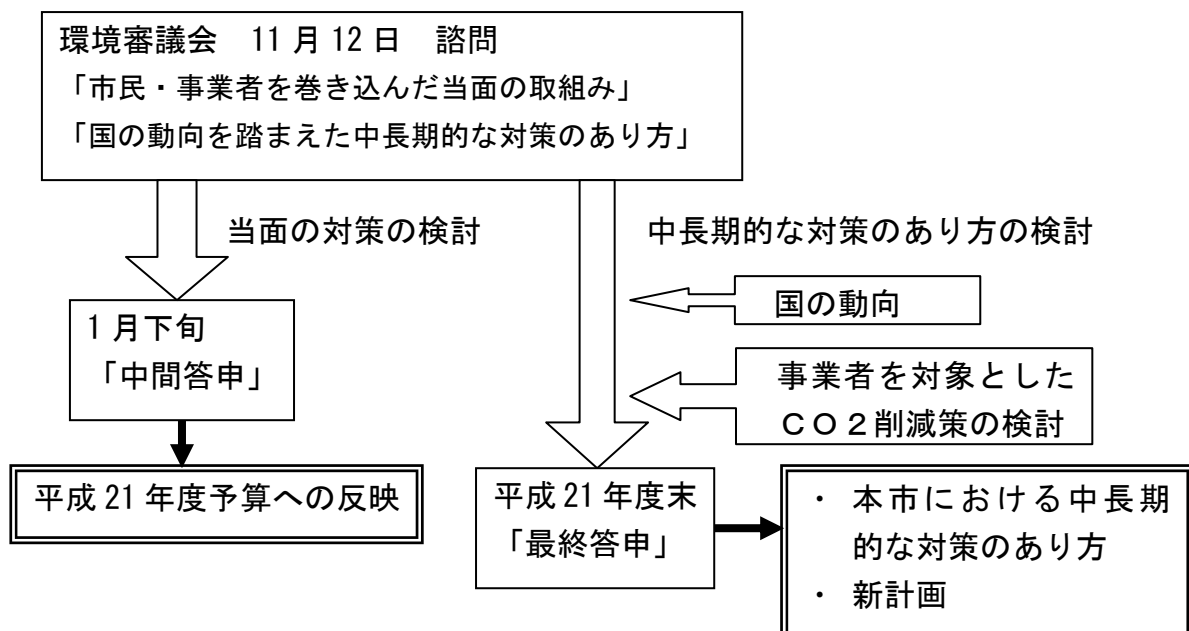 環境審議会　11月12日　諮問
「市民・事業者を巻き込んだ当面の取組み」
「国の動向を踏まえた中長期的な対策のあり方」
当面の対策の検討
中長期的な対策のあり方の検討
国の動向
1月下旬
「中間答申」
事業者を対象とした
ＣＯ２削減策の検討
平成21年度予算への反映
平成21年度末
「最終答申」
・ 本市における中長期
的な対策のあり方
・ 新計画